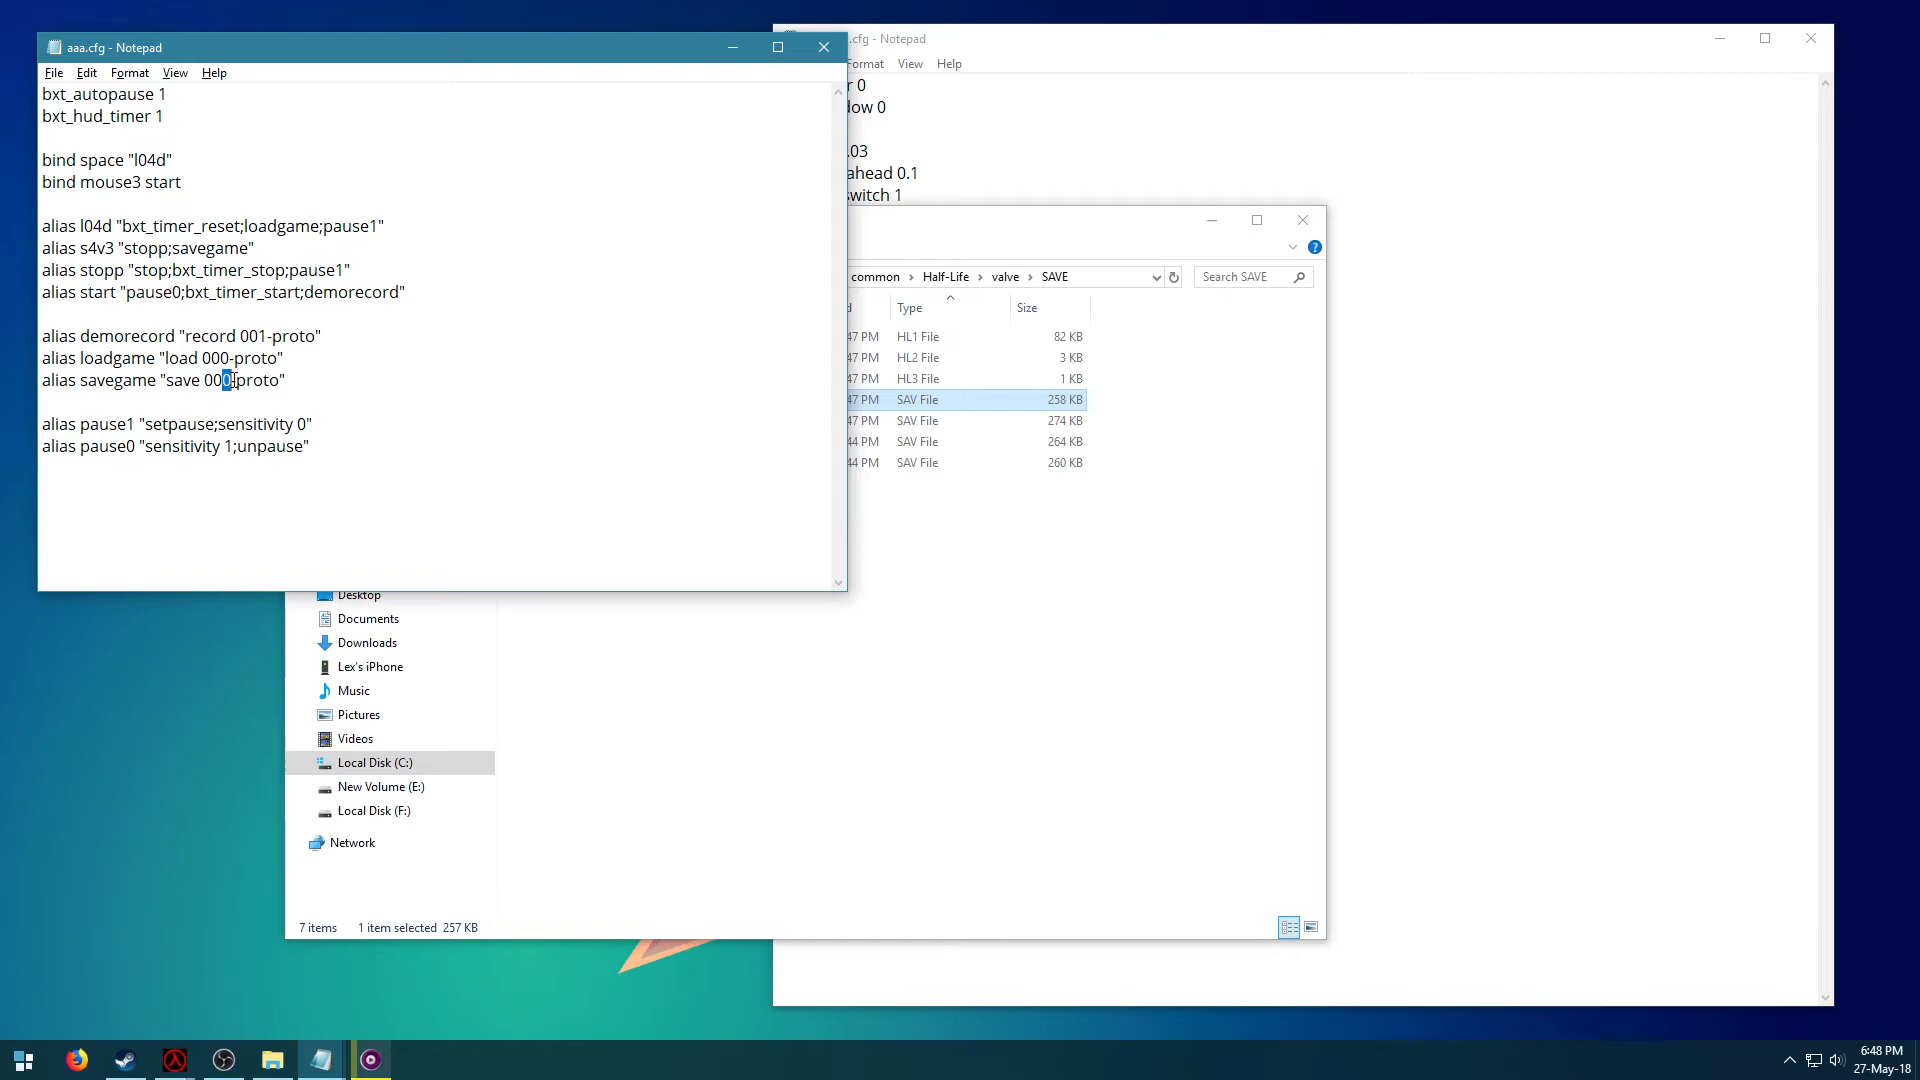 aaa.cfg - Notepad
File Edit Format View Help
bxt_autopause 1
bxt_hud_timer 1
bind space "l04d"
bind mouse3 start
alias l04d "bxt_timer_reset;loadgame;pause1"
alias s4v3 "stopp;savegame"
alias stopp "stop;bxt_timer_stop;pause1"
alias start "pause0;bxt_timer_start;demorecord"
alias demorecord "record 001-proto"
alias loadgame "load 000-proto"
alias savegame "save 000-proto"
alias pause1 "setpause;sensitivity 0"
alias pause0 "sensitivity 1;unpause"
.cfg - Notepad
Format View Help
r 0
dow 0
.03
ahead 0.1
switch 1
common Half-Life valve SAVE Search SAVE
d Type Size
47 PM HL1 File 82 KB
47 PM HL2 File 3 KB
47 PM HL3 File 1 KB
47 PM SAV File 258 KB
47 PM SAV File 274 KB
44 PM SAV File 264 KB
44 PM SAV File 260 KB
Desktop
Documents
Downloads
Lex's iPhone
Music
Pictures
Videos
Local Disk (C:)
New Volume (E:)
Local Disk (F:)
Network
7 items 1 item selected 257 KB
6:48 PM
27-May-18